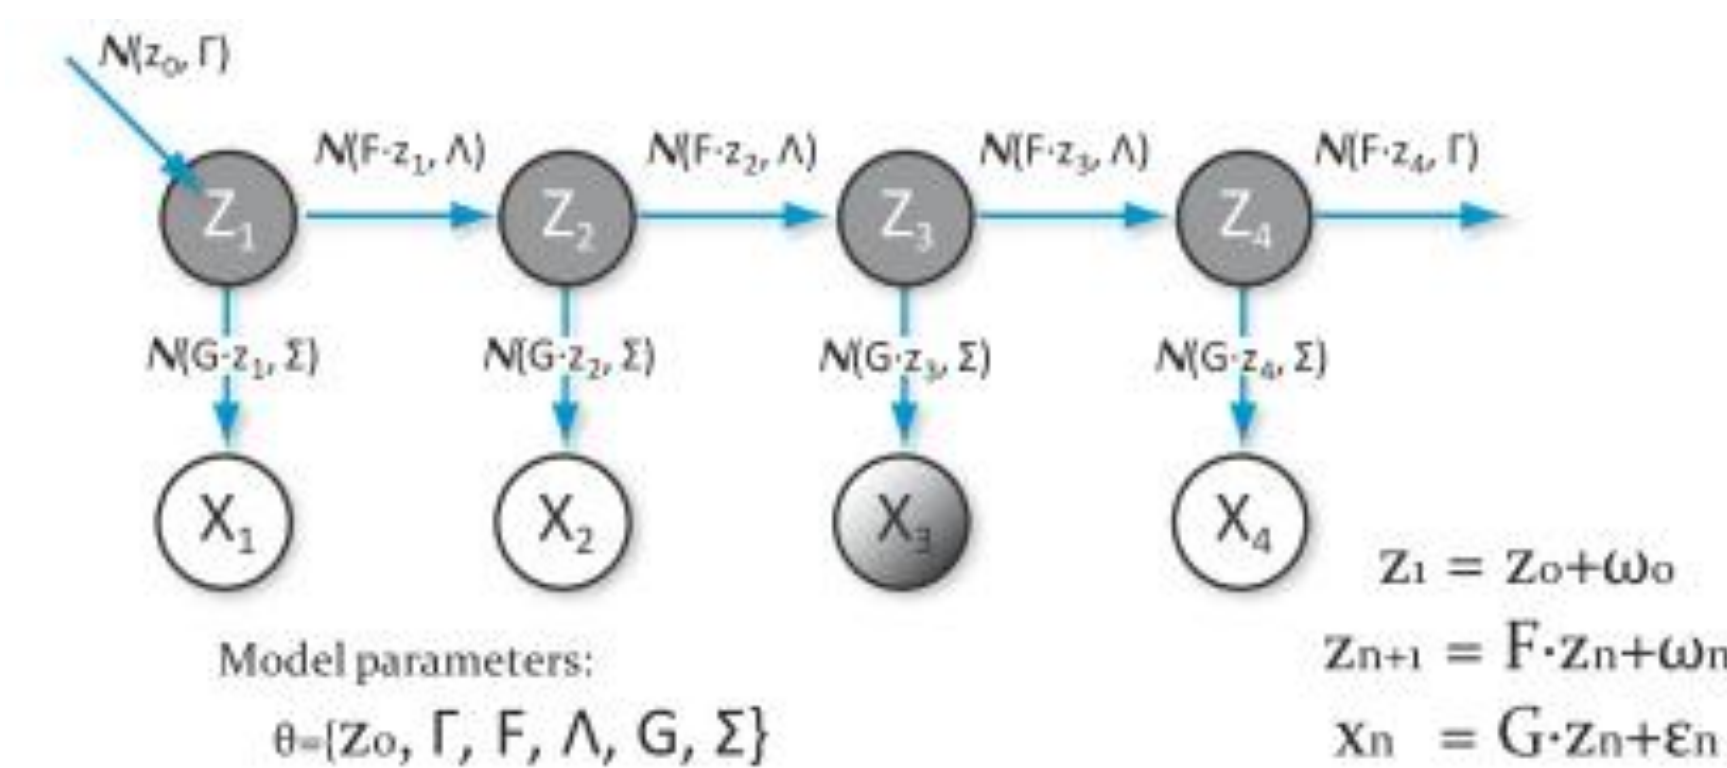 N(z₀, Γ)
N(F·z₁, Λ) N(F·z₂, Λ) N(F·z₃, Λ) N(F·z₄, Γ)
Z₁ Z₂ Z₃ Z₄
N(G·z₁, Σ) N(G·z₂, Σ) N(G·z₃, Σ) N(G·z₄, Σ)
X₁ X₂ X₃ X₄
z₁ = z₀+ω₀
Model parameters:
zₙ₊₁ = F·zₙ+ωₙ
θ={z₀, Γ, F, Λ, G, Σ}
xₙ = G·zₙ+εₙ